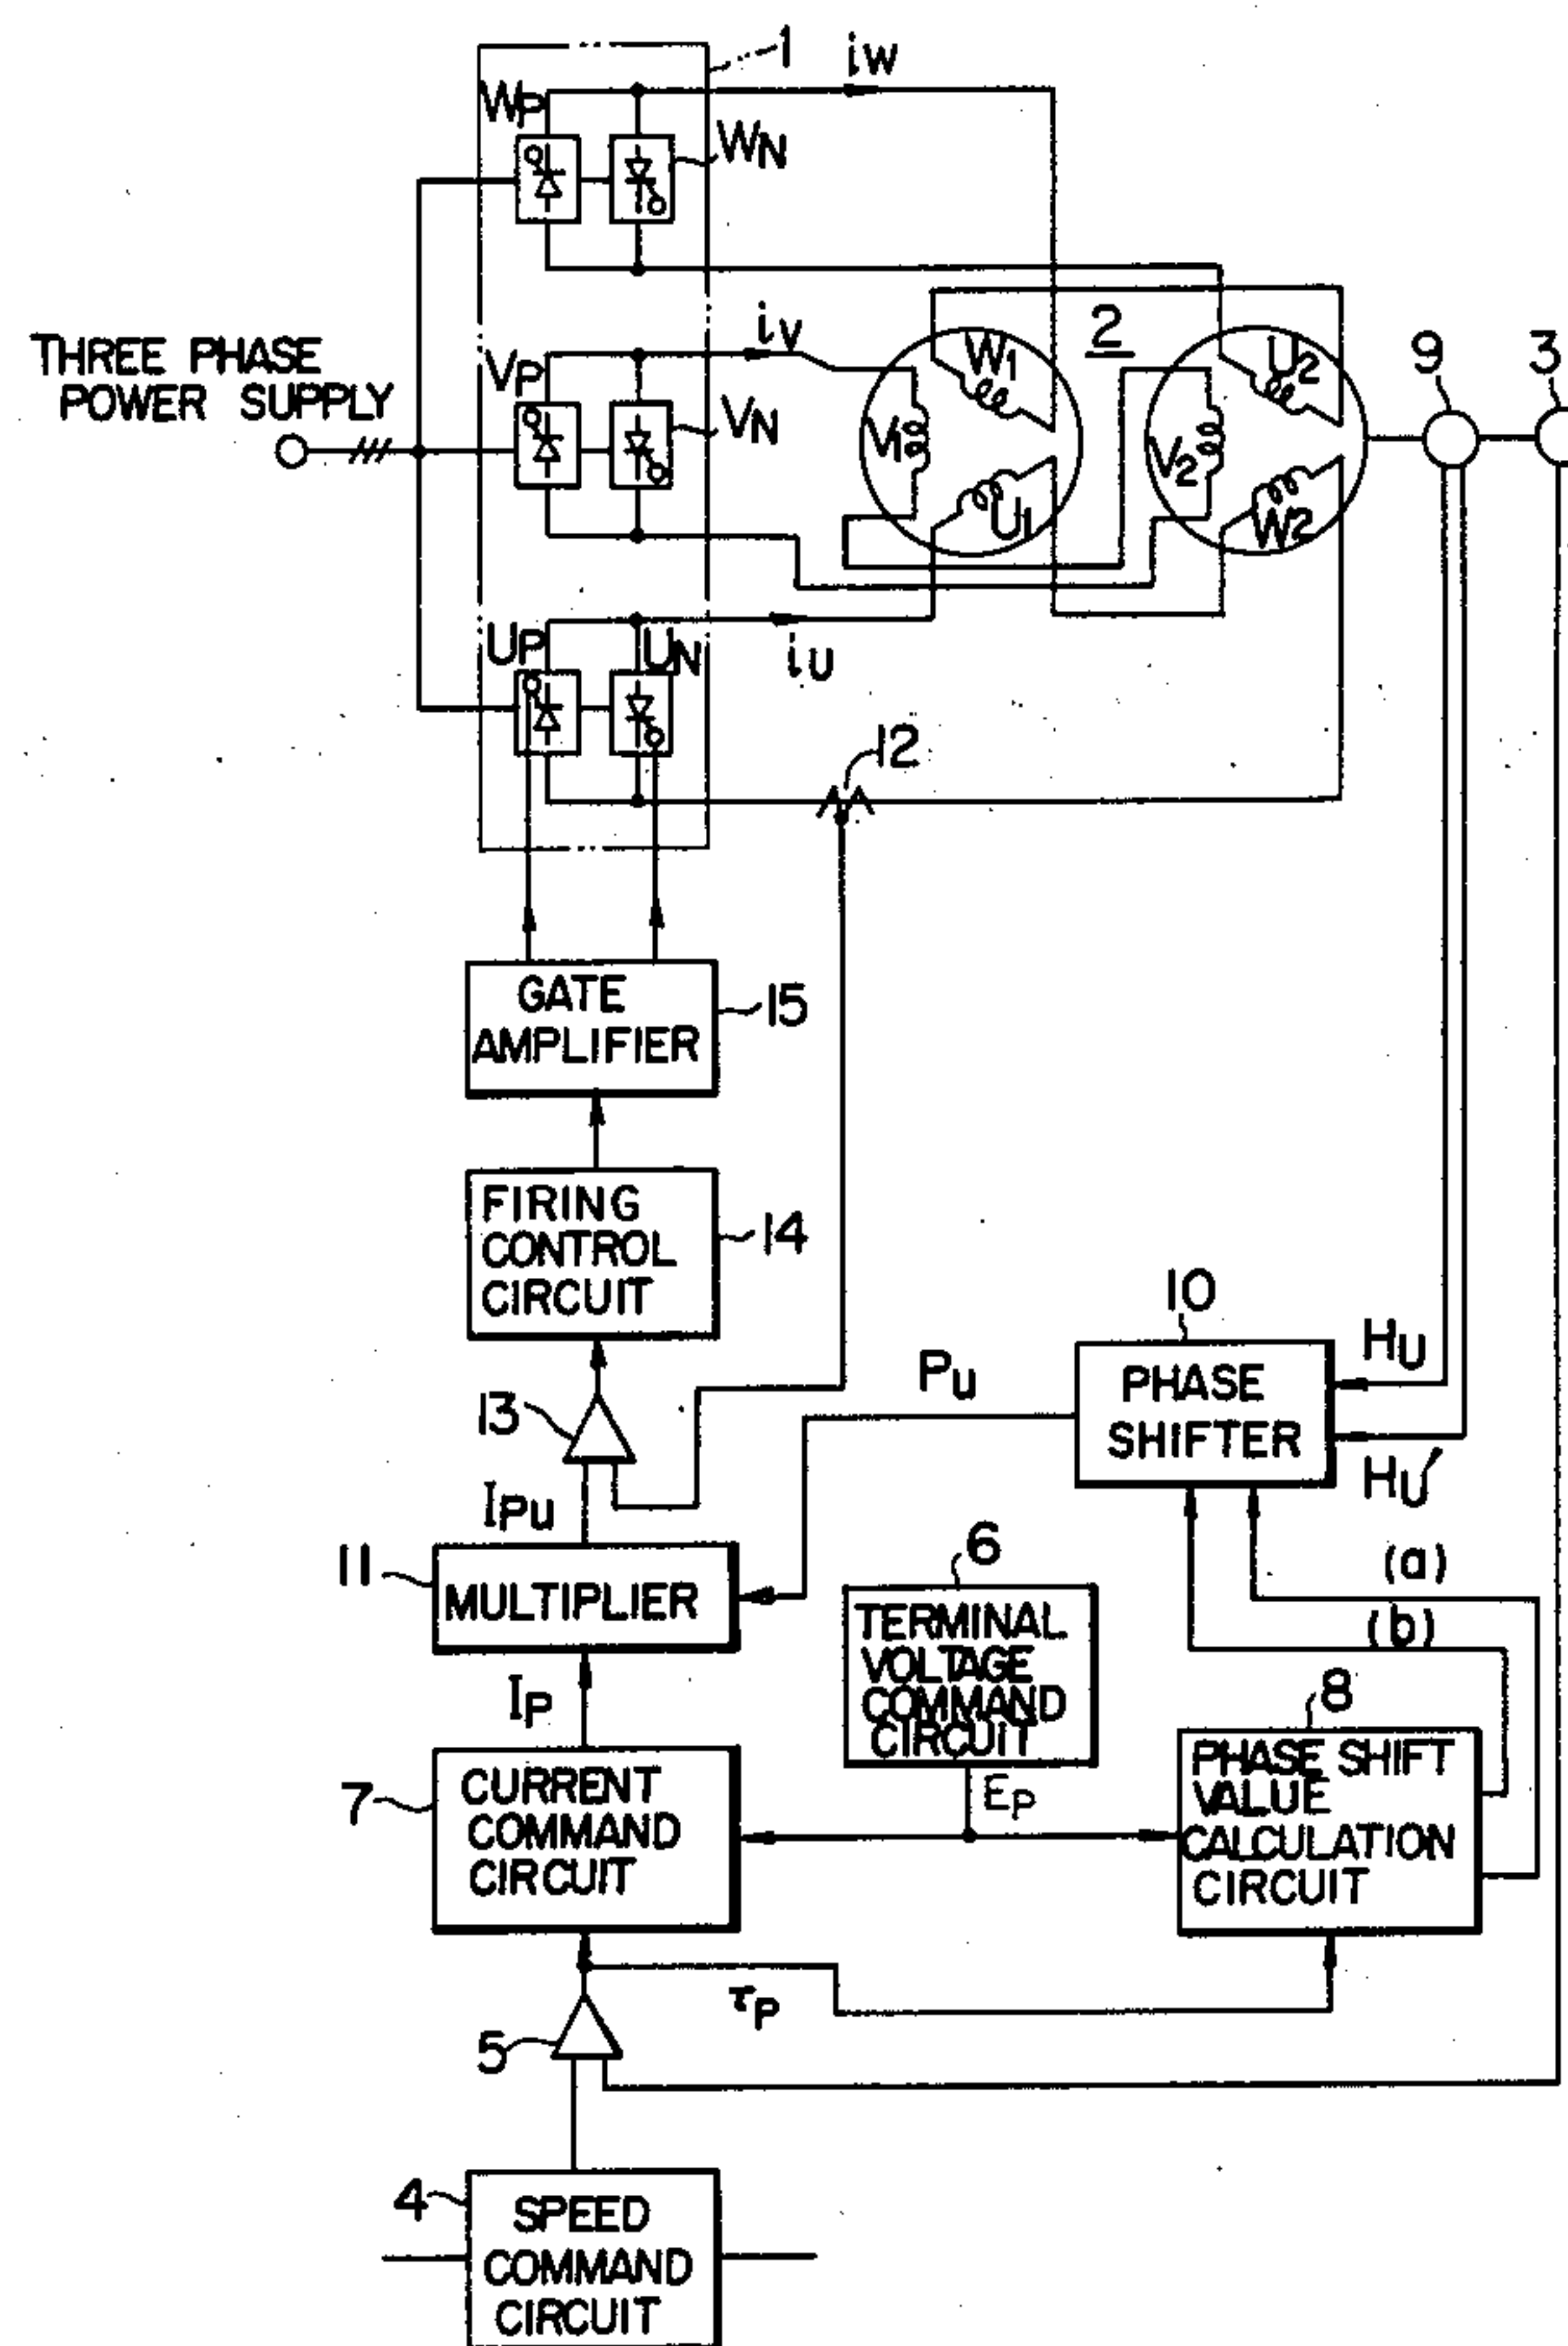 1
iw
WP
WN
THREE PHASE
POWER SUPPLY
iv
VP
VN
2
W1
V1
U1
U2
V2
W2
9
3
UP
UN
iu
12
GATE
AMPLIFIER
15
FIRING
CONTROL
CIRCUIT
14
10
PHASE
SHIFTER
HU
HU'
PU
13
IPU
11
MULTIPLIER
6
TERMINAL
VOLTAGE
COMMAND
CIRCUIT
(a)
(b)
IP
EP
8
PHASE SHIFT
VALUE
CALCULATION
CIRCUIT
7
CURRENT
COMMAND
CIRCUIT
τP
5
4
SPEED
COMMAND
CIRCUIT